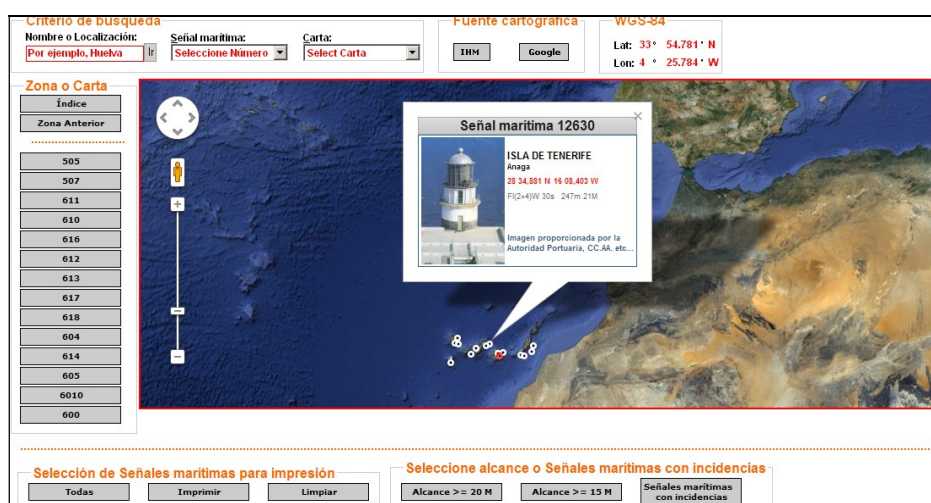 Criterio de búsqueda
Nombre o Localización:
Por ejemplo, Huelva
Ir
Señal marítima:
Seleccione Número
Carta:
Select Carta
Fuente cartográfica
IHM
Google
WGS-84
Lat: 33° 54.781' N
Lon: 4 ° 25.784' W
Zona o Carta
Índice
Zona Anterior
505
507
611
610
616
612
613
617
618
604
614
605
6010
600
Señal marítima 12630
ISLA DE TENERIFE
Anaga
28 34,881 N 16 08,403 W
Fl(2+4)W 30s 247m 21M
Imagen proporcionada por la
Autoridad Portuaria, CC.AA. etc...
Selección de Señales marítimas para impresión
Todas
Imprimir
Limpiar
Seleccione alcance o Señales marítimas con incidencias
Alcance >= 20 M
Alcance >= 15 M
Señales marítimas
con incidencias